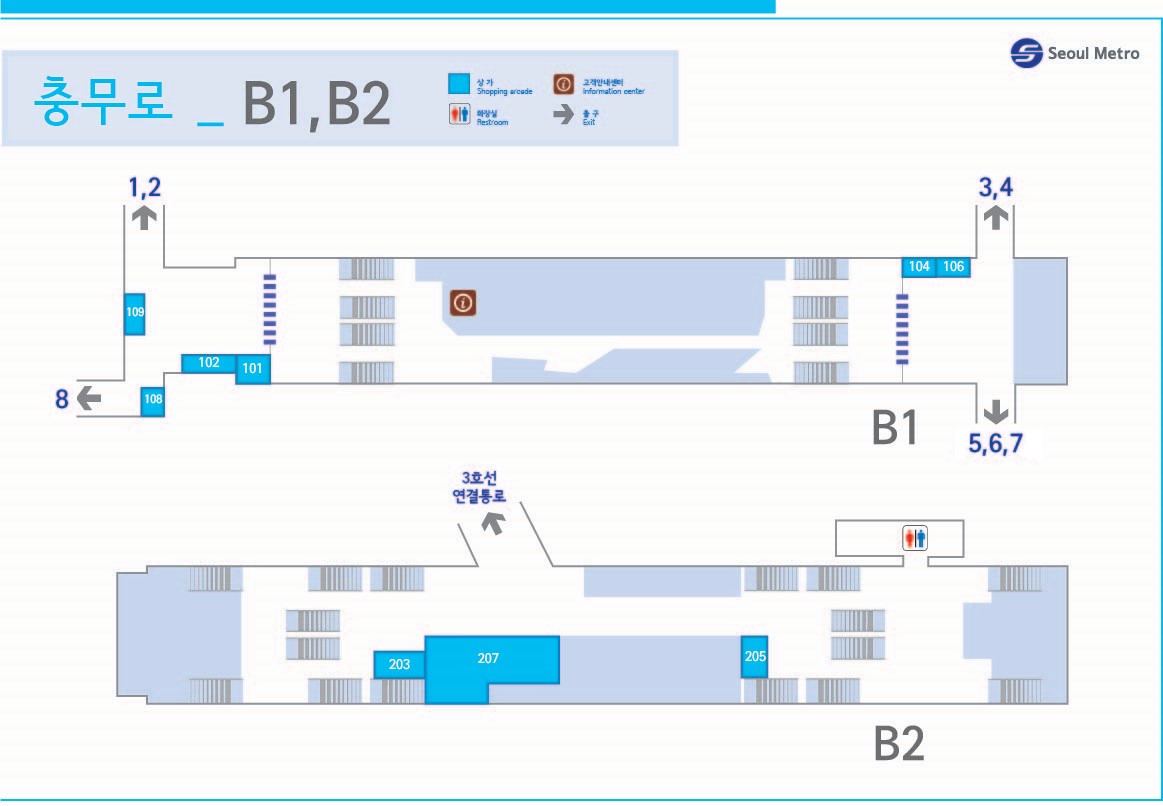 Seoul Metro
충무로 _ B1,B2
상가
Shopping arcade
고객안내센터
Information center
화장실
Restroom
출구
Exit
1,2
3,4
104 106
109
102
101
8
108
B1
5,6,7
3호선
연결통로
203
207
205
B2